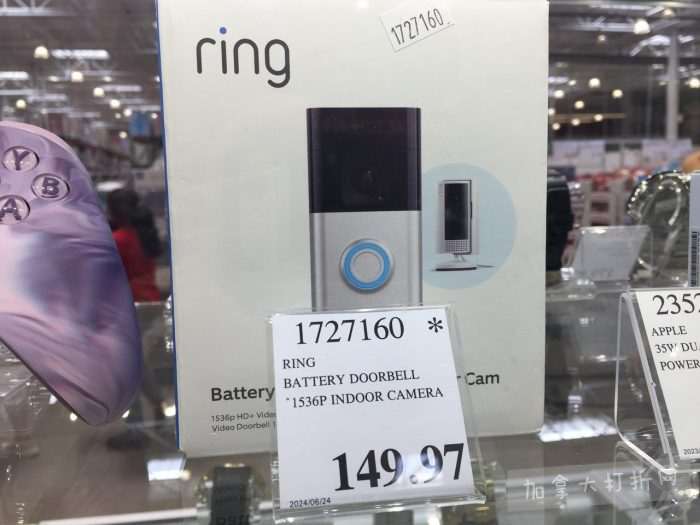 ring
1727160
Y
B
A
Battery
Cam
1536p HD+ Video
Video Doorbell
1727160 *
RING
BATTERY DOORBELL
*1536P INDOOR CAMERA
149.97
2024/06/24
APPLE
35W
POWER
加拿大打折网